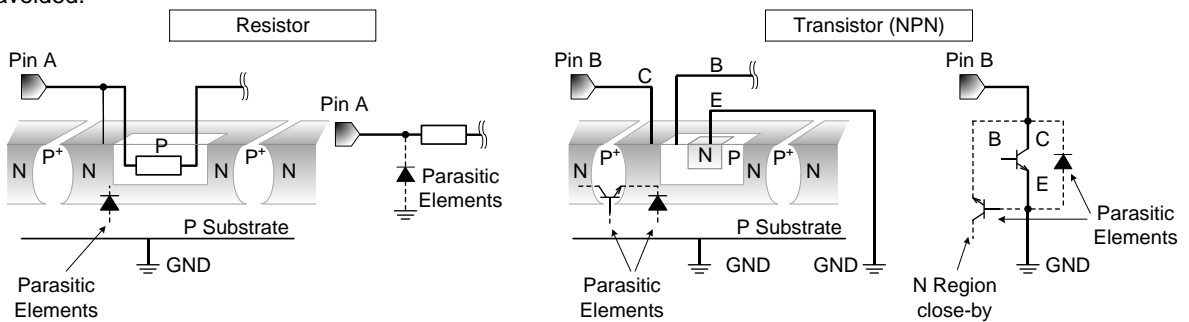 avoided.
Resistor
Transistor (NPN)
Pin A
Pin A
N
P+
N
P
N
P+
N
Parasitic
Elements
P Substrate
GND
Parasitic
Elements
Pin B
C
B
E
N
P+
N
N
P
P+
N
P Substrate
GND
GND
Parasitic
Elements
Pin B
B
C
E
Parasitic
Elements
GND
N Region
close-by